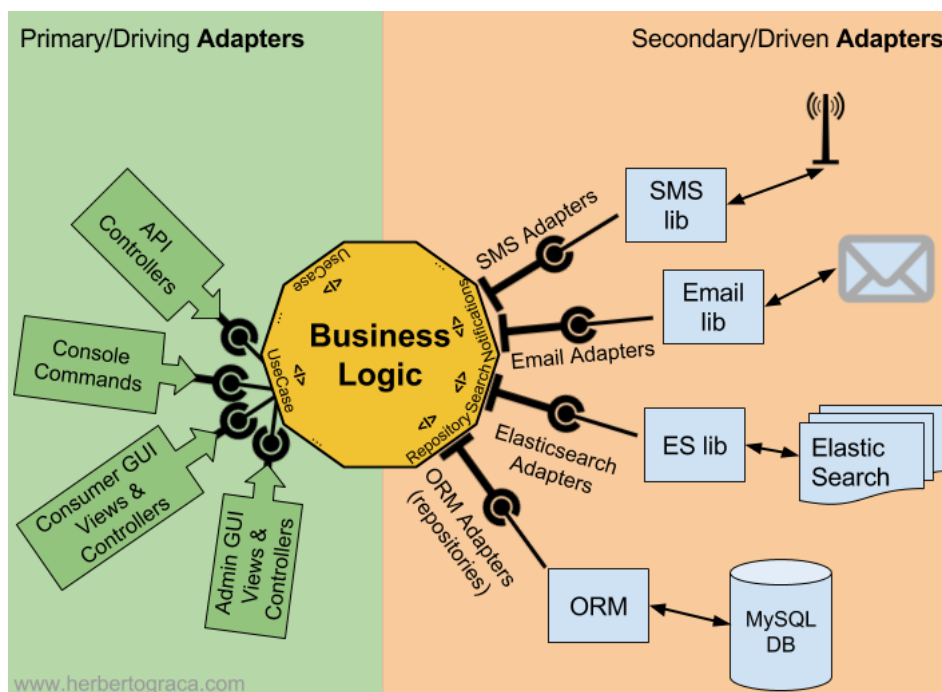 Primary/Driving Adapters
Secondary/Driven Adapters
API
Controllers
Console
Commands
Consumer GUI
Views &
Controllers
Admin GUI
Views &
Controllers
Business
Logic
UseCase
</>
...
...
UseCase
</>
...
Notifications
</>
Search
</>
Repository
</>
SMS Adapters
SMS
lib
Email Adapters
Email
lib
Elasticsearch
Adapters
ES lib
Elastic
Search
ORM Adapters
(repositories)
ORM
MySQL
DB
www.herbertograca.com